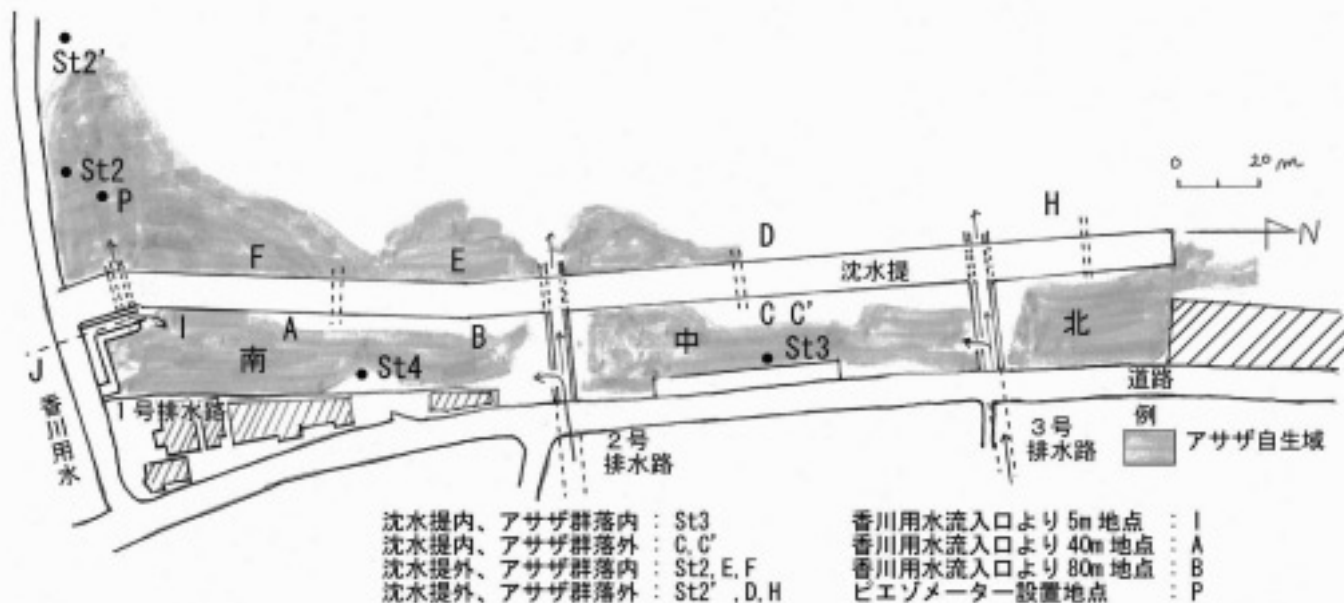 St2'
St2
P
0 20m
N
H
F
E
D
沈水提
I
A
B
C C'
南
中
北
St4
St3
J
香川用水
1号排水路
2号
排水路
3号
排水路
道路
例
アサザ自生域
沈水提内、アサザ群落内 : St3
沈水提内、アサザ群落外 : C,C'
沈水提外、アサザ群落内 : St2,E,F
沈水提外、アサザ群落外 : St2',D,H
香川用水流入口より5m地点 : I
香川用水流入口より40m地点 : A
香川用水流入口より80m地点 : B
ピエゾメーター設置地点 : P